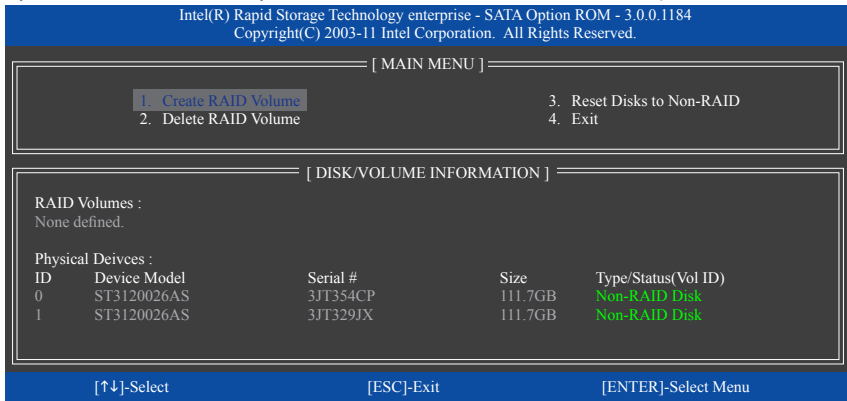 Intel(R) Rapid Storage Technology enterprise - SATA Option ROM - 3.0.0.1184
Copyright(C) 2003-11 Intel Corporation.  All Rights Reserved.
[ MAIN MENU ]
1. Create RAID Volume
2. Delete RAID Volume
3. Reset Disks to Non-RAID
4. Exit
[ DISK/VOLUME INFORMATION ]
RAID Volumes :
None defined.
Physical Deivces :
ID Device Model Serial # Size Type/Status(Vol ID)
0 ST3120026AS 3JT354CP 111.7GB Non-RAID Disk
1 ST3120026AS 3JT329JX 111.7GB Non-RAID Disk
[↑↓]-Select [ESC]-Exit [ENTER]-Select Menu